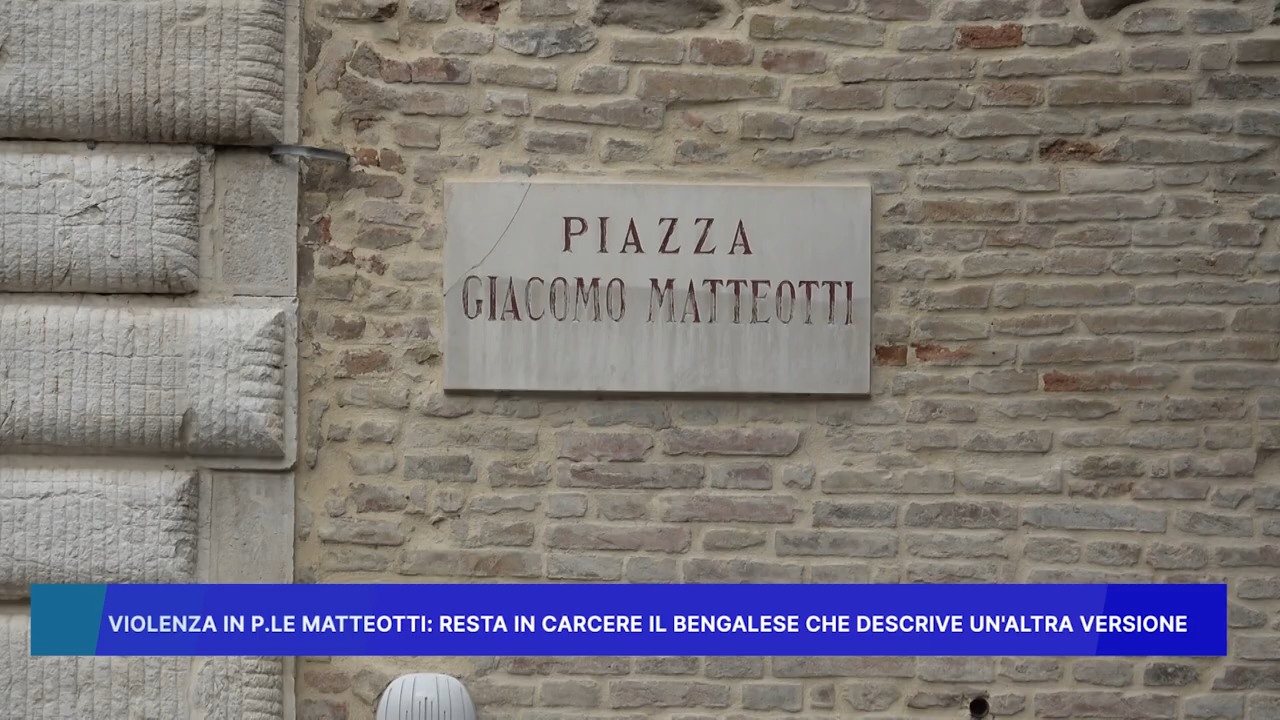 PIAZZA
GIACOMO MATTEOTTI
VIOLENZA IN P.LE MATTEOTTI: RESTA IN CARCERE IL BENGALESE CHE DESCRIVE UN'ALTRA VERSIONE